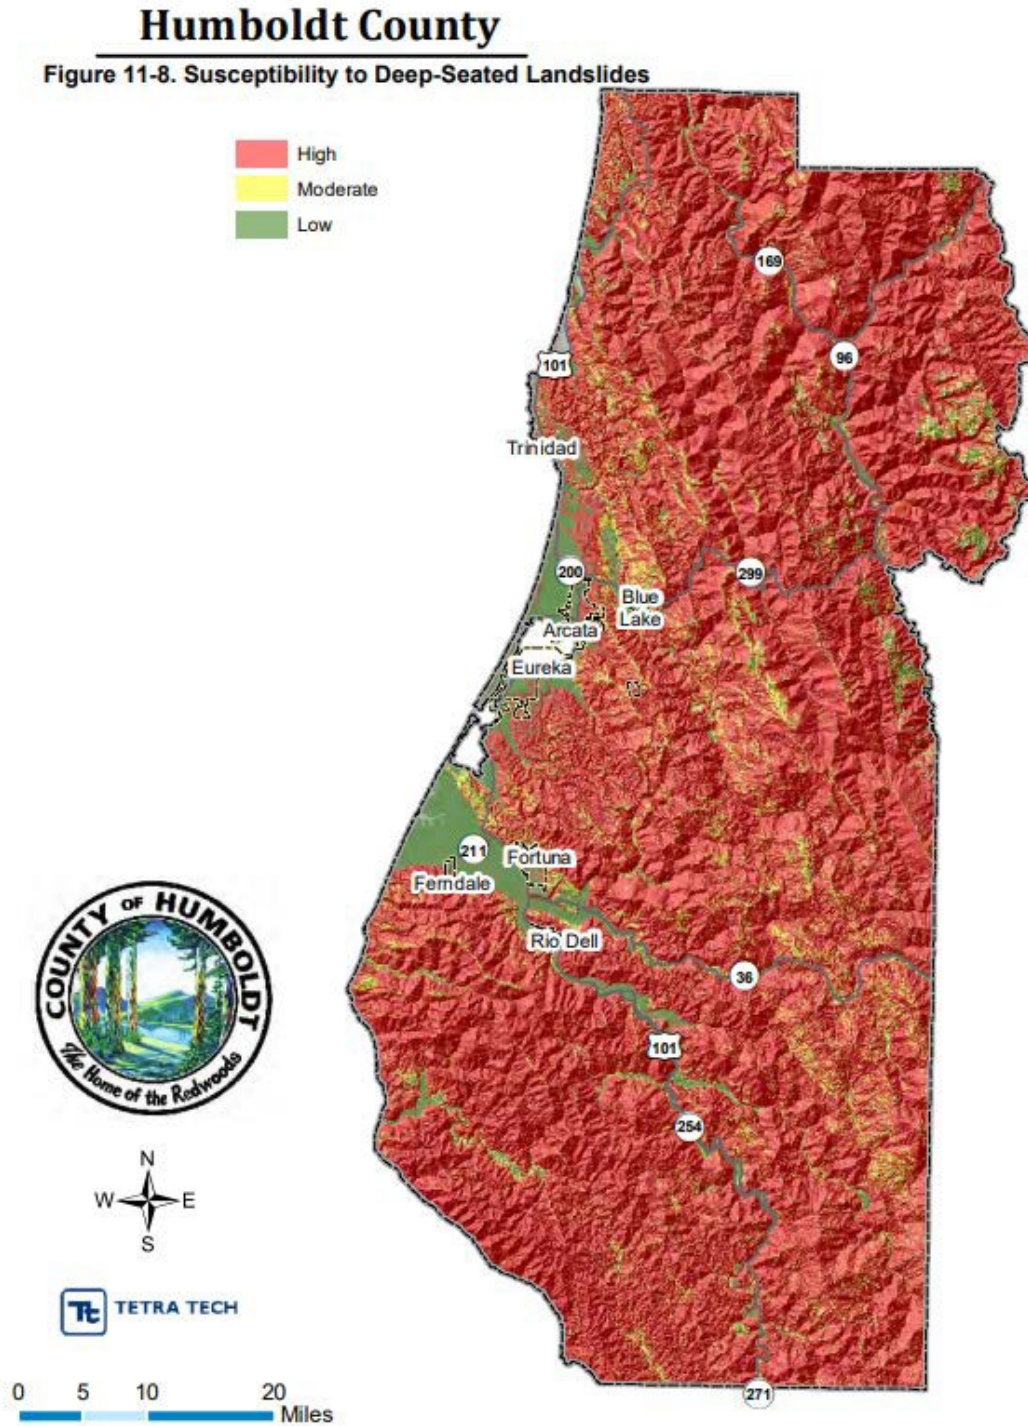 Humboldt County
Figure 11-8. Susceptibility to Deep-Seated Landslides
High
Moderate
Low
169
96
101
Trinidad
200
299
Blue
Lake
Arcata
Eureka
211
Fortuna
Ferndale
Rio Dell
36
101
254
271
COUNTY OF HUMBOLDT
The Home of the Redwoods
N
W E
S
Tt TETRA TECH
0 5 10 20
Miles